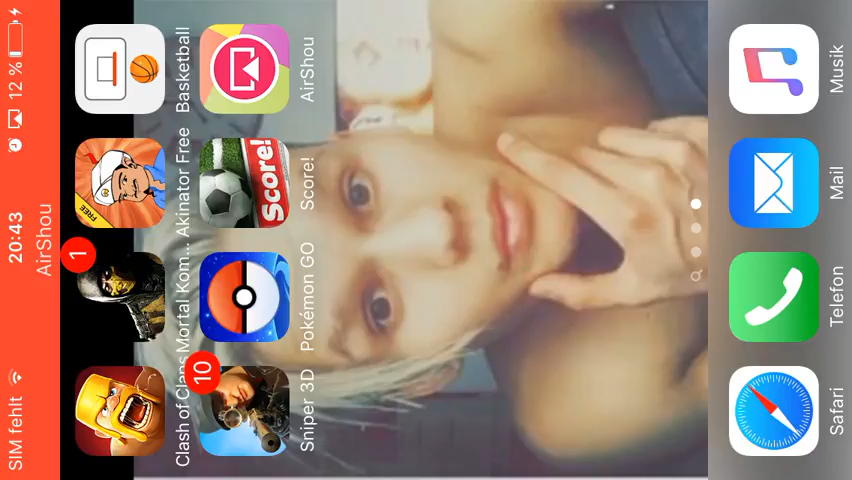 SIM fehlt 20:43 12 %
AirShou
Clash of Clans Mortal Kom... Akinator Free Basketball
1
FREE
Sniper 3D Pokémon GO Score! AirShou
10
Score!
Safari Telefon Mail Musik